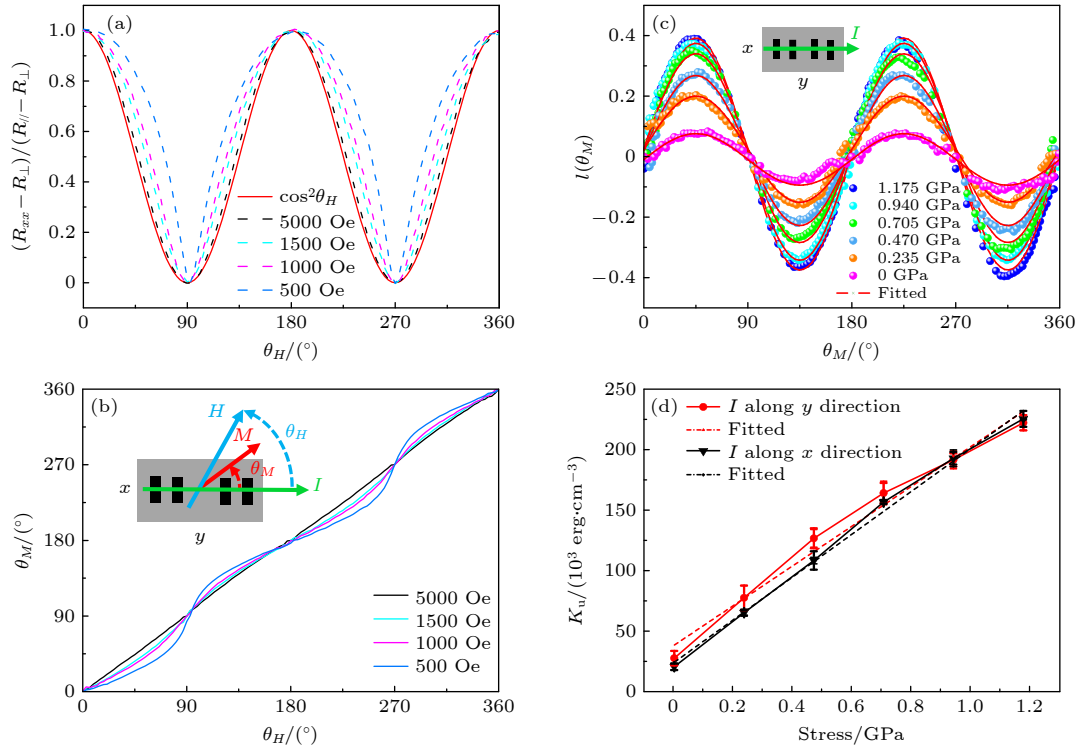 (a)
1.0
0.8
0.6
0.4
0.2
0
(R_xx − R_⊥)/(R_// − R_⊥)
cos²θ_H
5000 Oe
1500 Oe
1000 Oe
500 Oe
0 90 180 270 360
θ_H/(°)
(c)
x
I
y
0.4
0.2
0
−0.2
−0.4
l(θ_M)
1.175 GPa
0.940 GPa
0.705 GPa
0.470 GPa
0.235 GPa
0 GPa
Fitted
0 90 180 270 360
θ_M/(°)
(b)
360
270
180
90
0
θ_M/(°)
H
M
θ_H
θ_M
x
I
y
5000 Oe
1500 Oe
1000 Oe
500 Oe
0 90 180 270 360
θ_H/(°)
(d)
250
200
150
100
50
0
K_u/(10³ erg·cm⁻³)
I along y direction
Fitted
I along x direction
Fitted
0 0.2 0.4 0.6 0.8 1.0 1.2
Stress/GPa